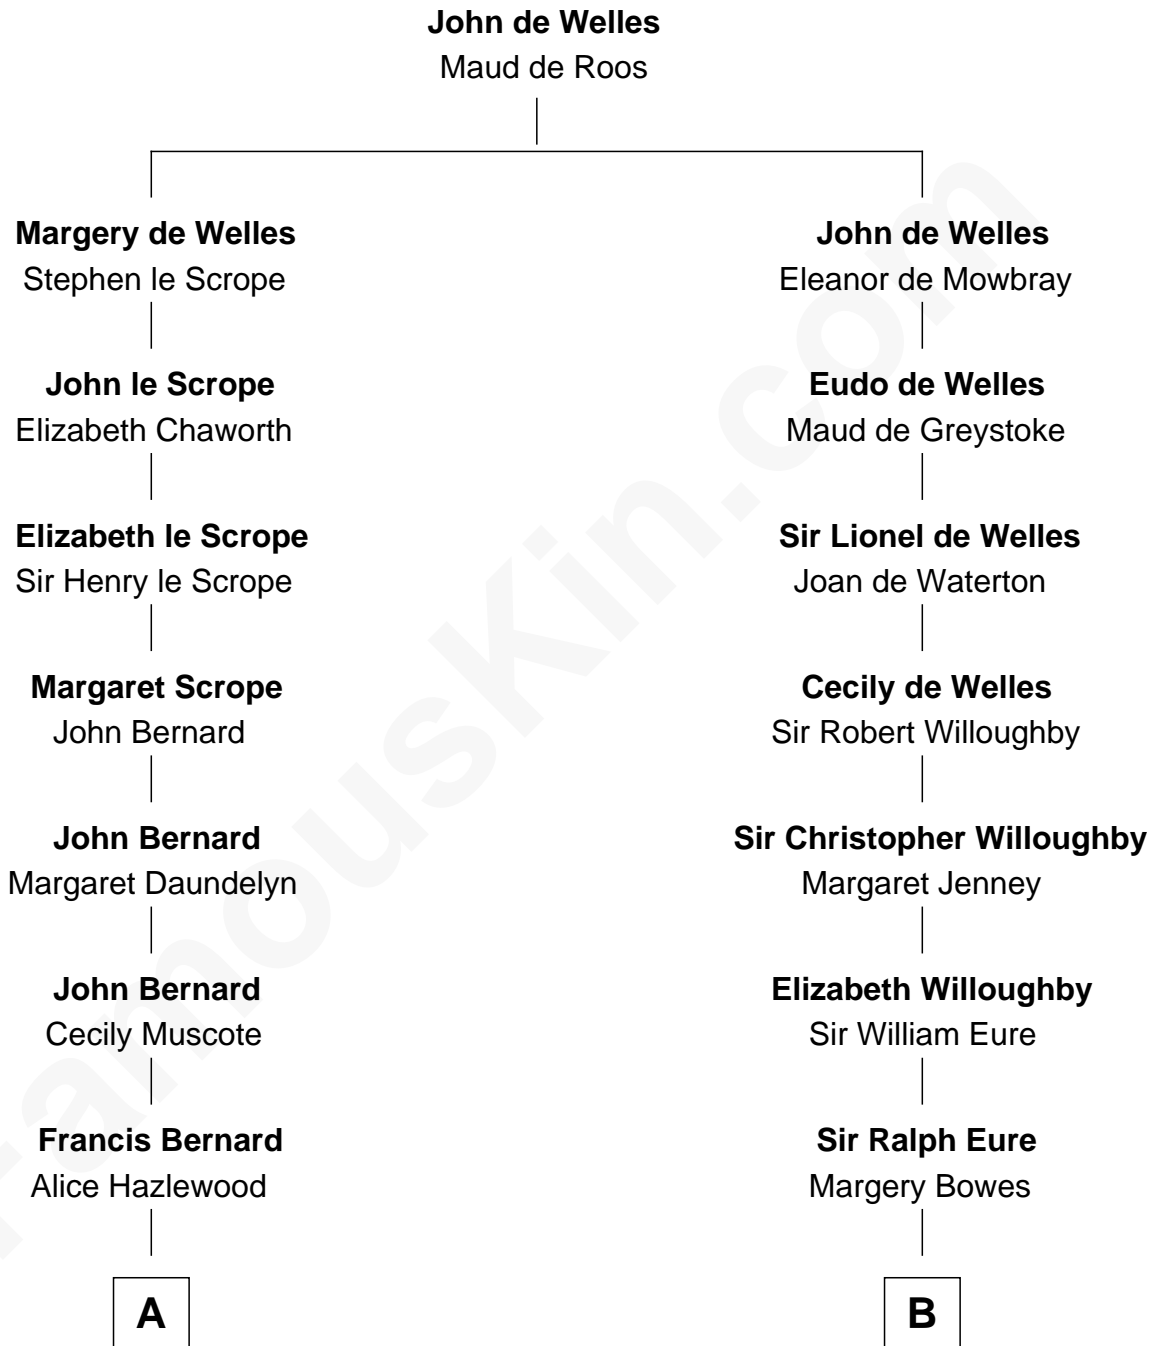 John de Welles
Maud de Roos
Margery de Welles
Stephen le Scrope
John de Welles
Eleanor de Mowbray
John le Scrope
Elizabeth Chaworth
Eudo de Welles
Maud de Greystoke
Elizabeth le Scrope
Sir Henry le Scrope
Sir Lionel de Welles
Joan de Waterton
Margaret Scrope
John Bernard
Cecily de Welles
Sir Robert Willoughby
John Bernard
Margaret Daundelyn
Sir Christopher Willoughby
Margaret Jenney
John Bernard
Cecily Muscote
Elizabeth Willoughby
Sir William Eure
Francis Bernard
Alice Hazlewood
Sir Ralph Eure
Margery Bowes
A
B
FamousKin.com